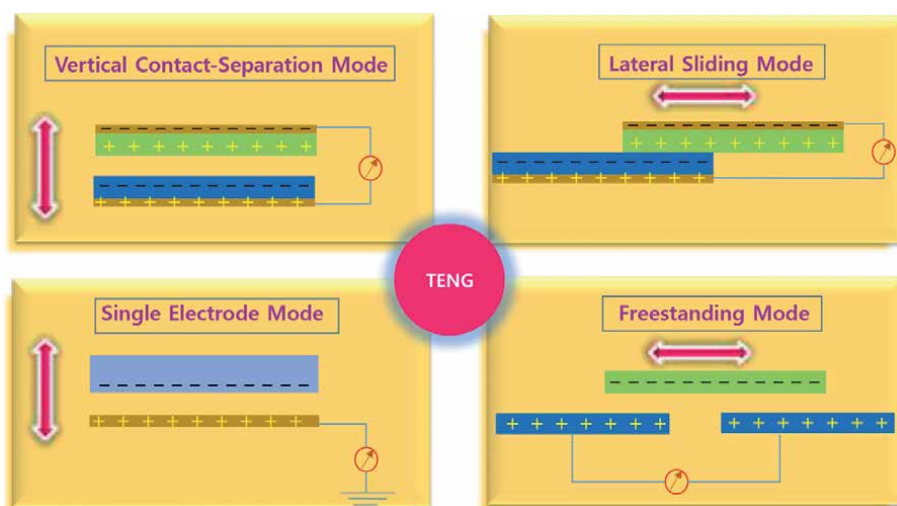 Vertical Contact-Separation Mode
Lateral Sliding Mode
TENG
Single Electrode Mode
Freestanding Mode